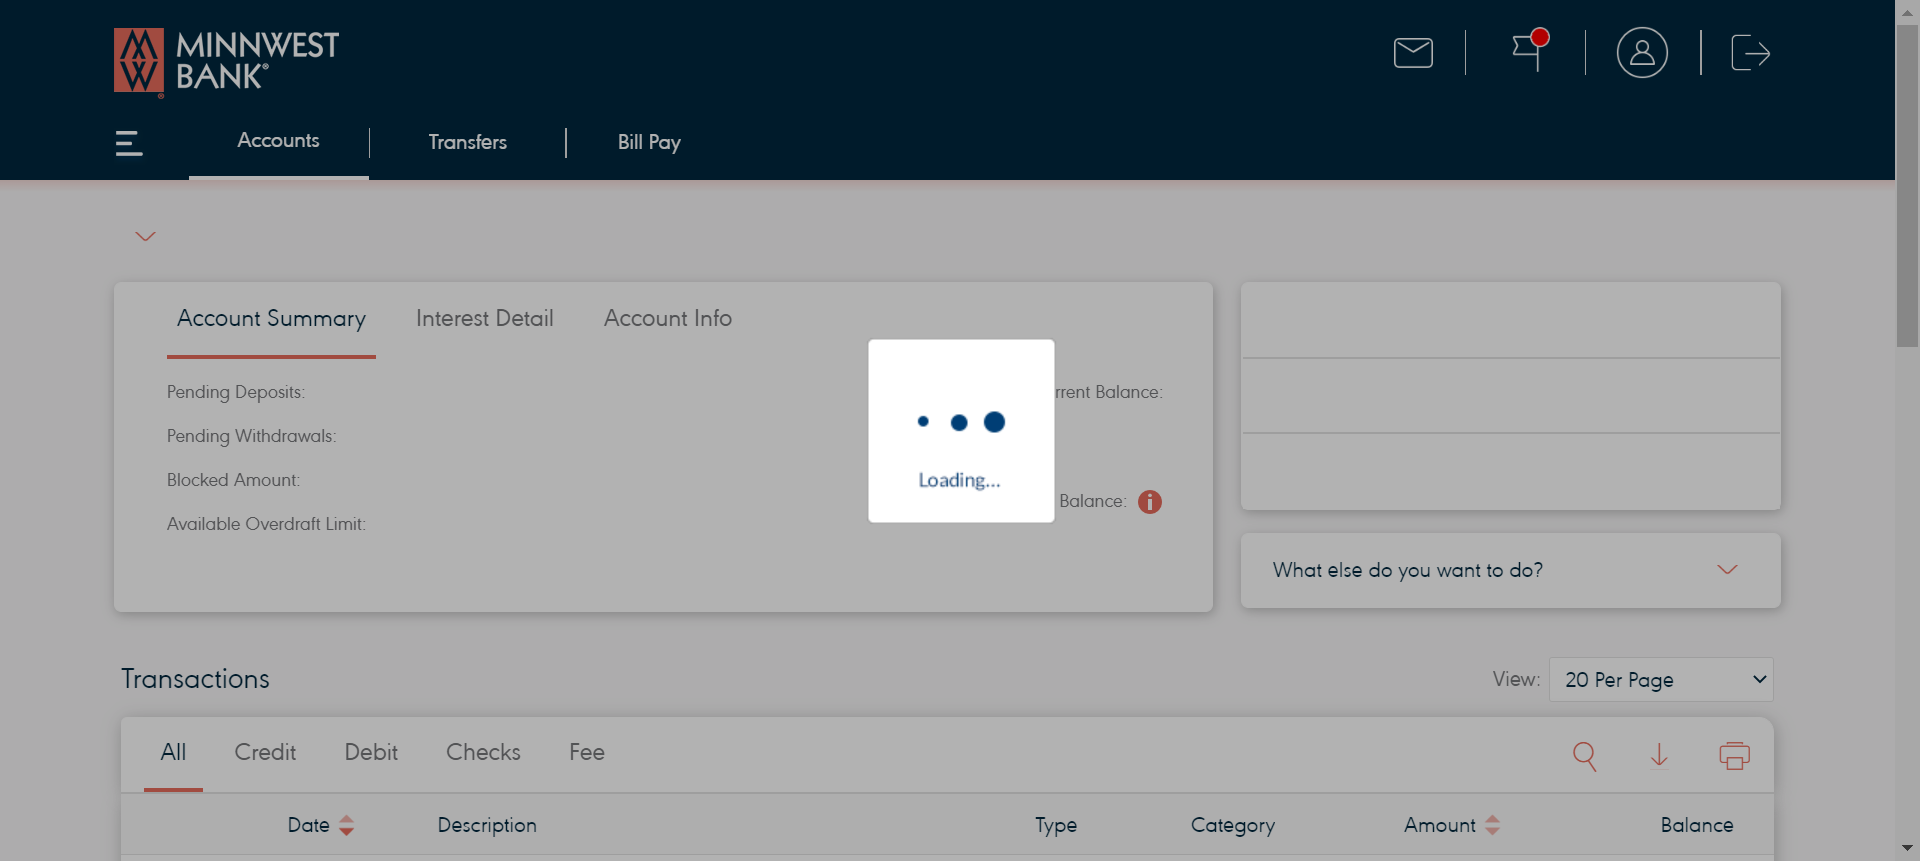 MINNWEST
BANK®
Accounts
Transfers
Bill Pay
Account Summary
Interest Detail
Account Info
Pending Deposits:
rrent Balance:
Pending Withdrawals:
Blocked Amount:
Balance:
Available Overdraft Limit:
Loading...
What else do you want to do?
Transactions
View:
20 Per Page
All
Credit
Debit
Checks
Fee
Date
Description
Type
Category
Amount
Balance